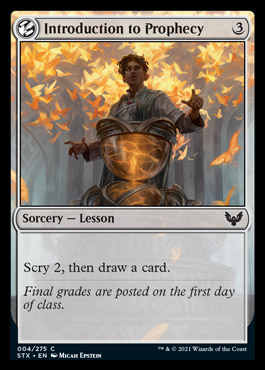 Introduction to Prophecy 3
Sorcery — Lesson
Scry 2, then draw a card.
Final grades are posted on the first day
of class.
004/275 C
STX • EN MICAH EPSTEIN
™ & © 2021 Wizards of the Coast